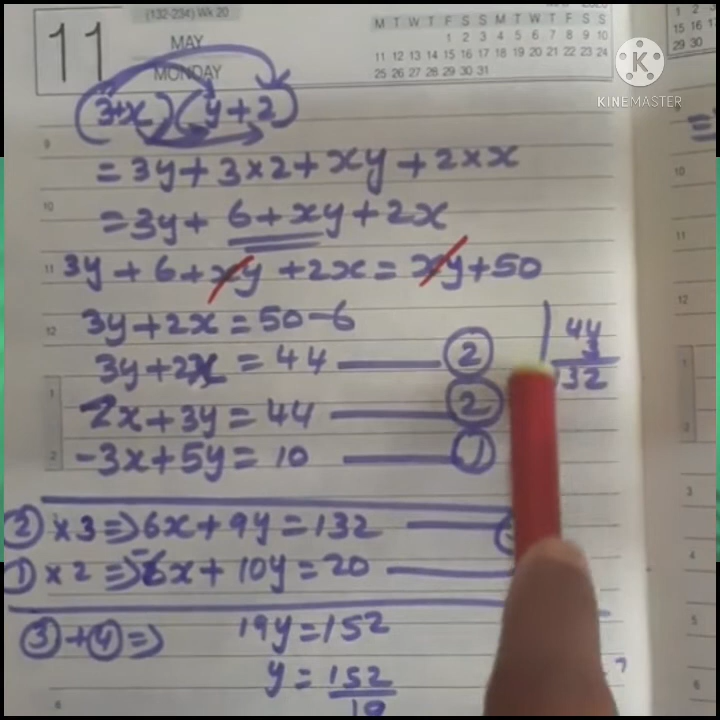 (132-234) Wk 20
11
MAY
MONDAY
M T W T F S S M T W T F S S
1 2 3 4 5 6 7 8 9 10
11 12 13 14 15 16 17 18 19 20 21 22 23 24
25 26 27 28 29 30 31
KINEMASTER
(3+x)(y+2)
=3y+3×2+xy+2×x
=3y+6+xy+2x
3y+6+xy+2x=xy+50
3y+2x=50-6
3y+2x=44 ②
2x+3y=44 ②
-3x+5y=10 ①
44
3
132
②×3⇒6x+9y=132
①×2⇒-6x+10y=20
③+④⇒ 19y=152
y=152
19